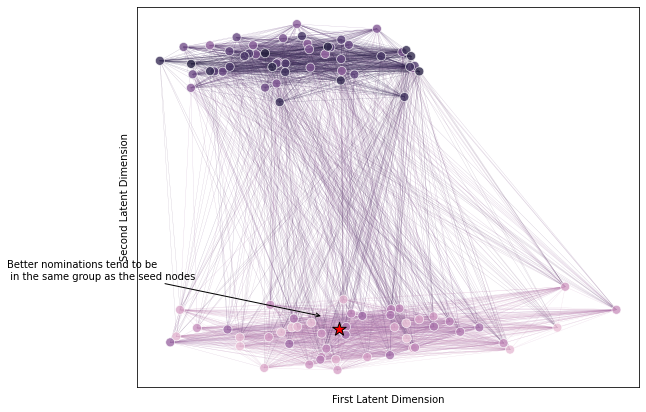 Second Latent Dimension
Better nominations tend to be
in the same group as the seed nodes
First Latent Dimension